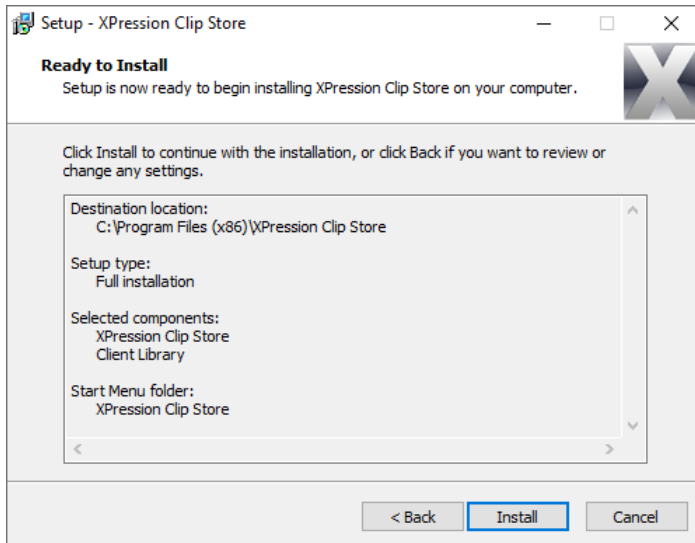 Setup - XPression Clip Store
Ready to Install
Setup is now ready to begin installing XPression Clip Store on your computer.
Click Install to continue with the installation, or click Back if you want to review or
change any settings.
Destination location:
C:\Program Files (x86)\XPression Clip Store
Setup type:
Full installation
Selected components:
XPression Clip Store
Client Library
Start Menu folder:
XPression Clip Store
< Back
Install
Cancel